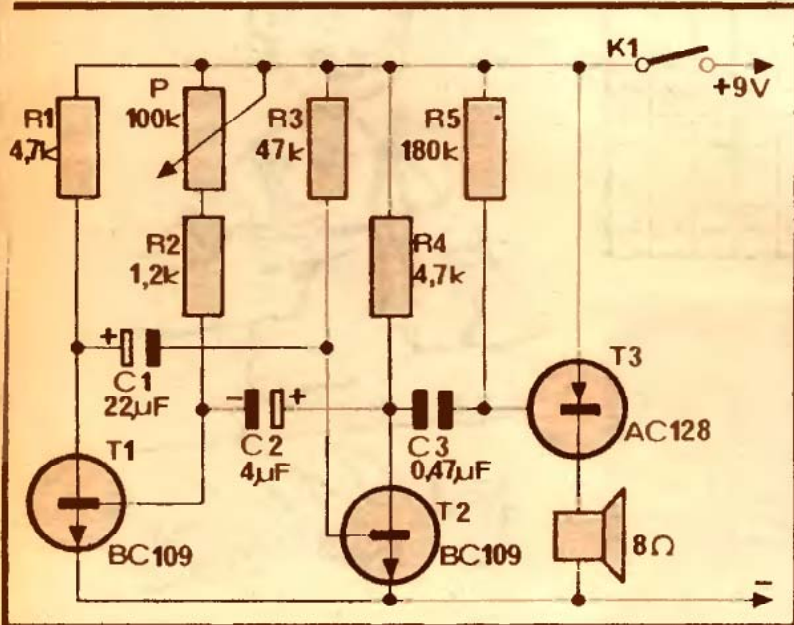 K1
+9V
R1
4,7k
P
100k
R3
47k
R5
180k
R2
1,2k
R4
4,7k
+
C1
22µF
-
+
C2
4µF
C3
0,47µF
T3
AC128
T1
BC109
T2
BC109
8Ω
-